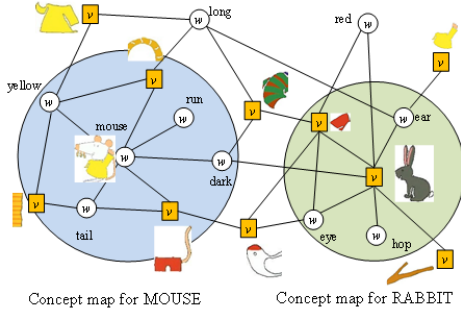 long
red
w
w
ν
yellow
w
ν
run
w
ν
mouse
w
ν
w
ear
w
dark
ν
ν
w
tail
ν
ν
w
eye
w
hop
ν
Concept map for MOUSE
Concept map for RABBIT